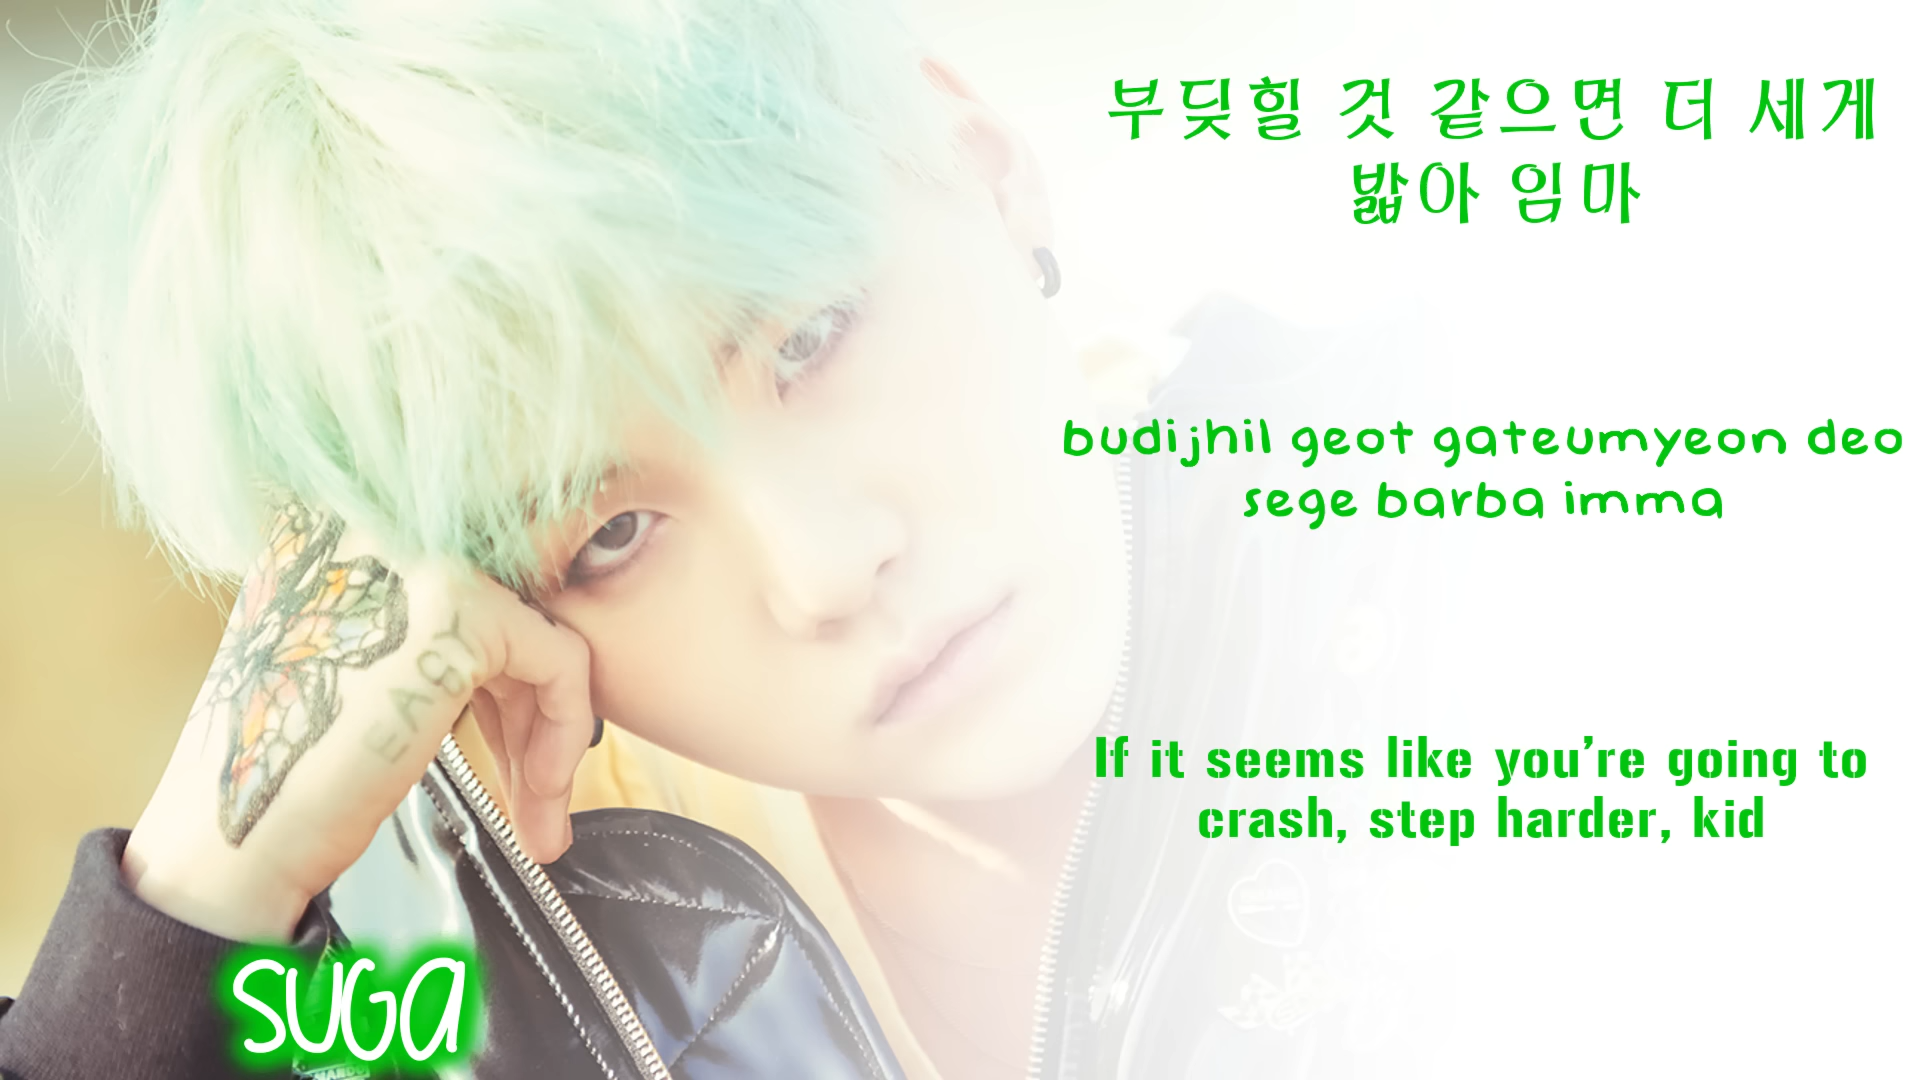 부딪힐 것 같으면 더 세게
밟아 임마
budijhil geot gateumyeon deo
sege barba imma
If it seems like you're going to
crash, step harder, kid
EARY
SUGA